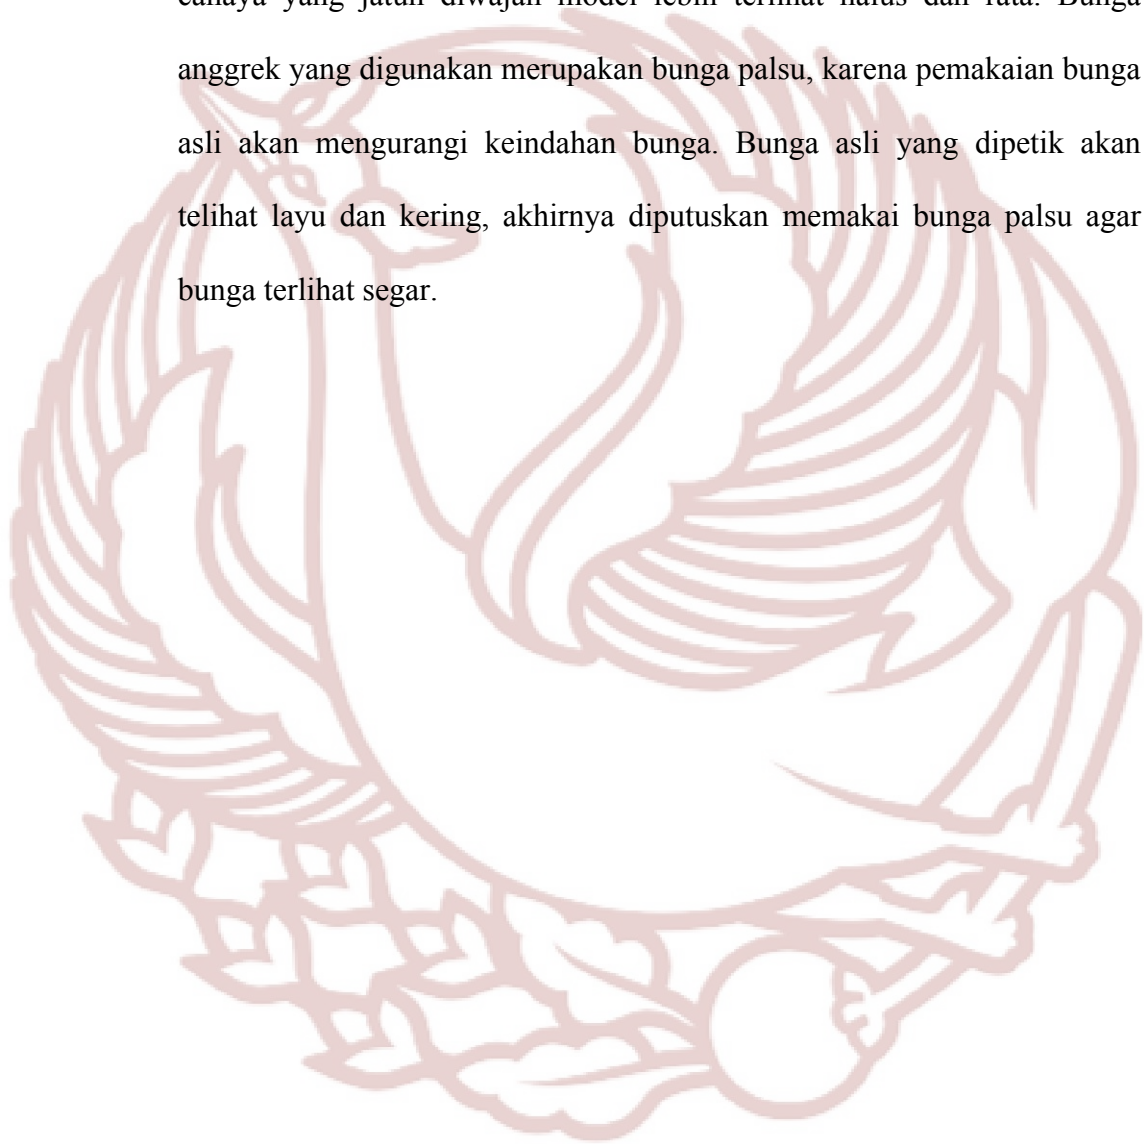 cahaya yang jatuh diwajah model lebih terlihat halus dan rata. Bunga
anggrek yang digunakan merupakan bunga palsu, karena pemakaian bunga
asli akan mengurangi keindahan bunga. Bunga asli yang dipetik akan
telihat layu dan kering, akhirnya diputuskan memakai bunga palsu agar
bunga terlihat segar.